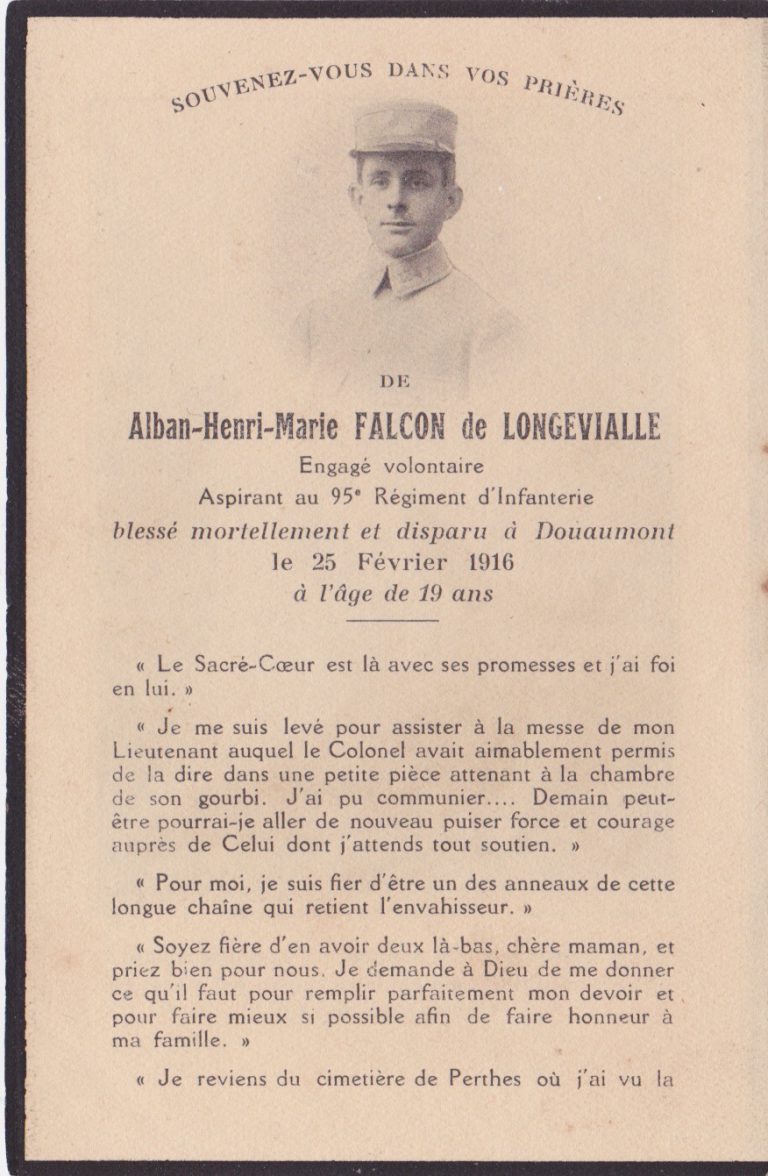 SOUVENEZ-VOUS DANS VOS PRIÈRES
DE
Alban-Henri-Marie FALCON de LONGEVIALLE
Engagé volontaire
Aspirant au 95e Régiment d'Infanterie
blessé mortellement et disparu à Douaumont
le 25 Février 1916
à l'âge de 19 ans
« Le Sacré-Cœur est là avec ses promesses et j'ai foi
en lui. »
« Je me suis levé pour assister à la messe de mon
Lieutenant auquel le Colonel avait aimablement permis
de la dire dans une petite pièce attenant à la chambre
de son gourbi. J'ai pu communier.... Demain peut-
être pourrai-je aller de nouveau puiser force et courage
auprès de Celui dont j'attends tout soutien. »
« Pour moi, je suis fier d'être un des anneaux de cette
longue chaîne qui retient l'envahisseur. »
« Soyez fière d'en avoir deux là-bas, chère maman, et
priez bien pour nous. Je demande à Dieu de me donner
ce qu'il faut pour remplir parfaitement mon devoir et
pour faire mieux si possible afin de faire honneur à
ma famille. »
« Je reviens du cimetière de Perthes où j'ai vu la